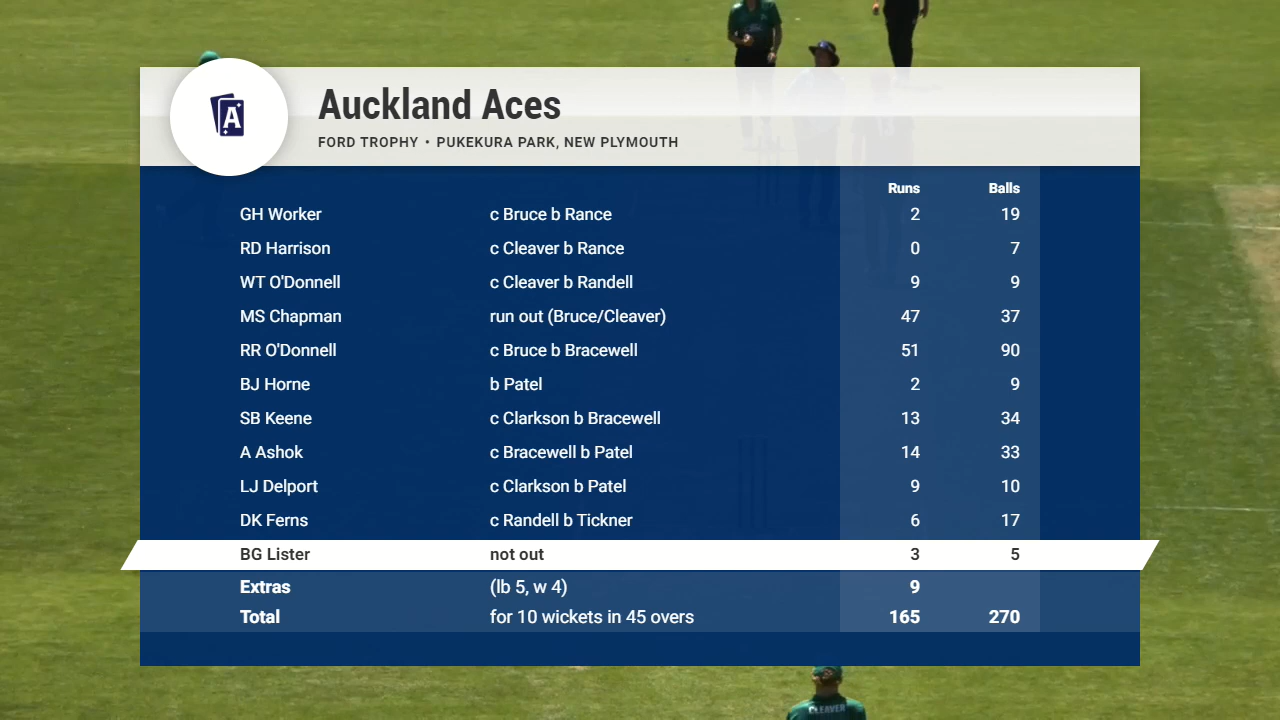 A
Auckland Aces
FORD TROPHY • PUKEKURA PARK, NEW PLYMOUTH
Runs Balls
GH Worker c Bruce b Rance 2 19
RD Harrison c Cleaver b Rance 0 7
WT O'Donnell c Cleaver b Randell 9 9
MS Chapman run out (Bruce/Cleaver) 47 37
RR O'Donnell c Bruce b Bracewell 51 90
BJ Horne b Patel 2 9
SB Keene c Clarkson b Bracewell 13 34
A Ashok c Bracewell b Patel 14 33
LJ Delport c Clarkson b Patel 9 10
DK Ferns c Randell b Tickner 6 17
BG Lister not out 3 5
Extras (lb 5, w 4) 9
Total for 10 wickets in 45 overs 165 270
CLEAVER